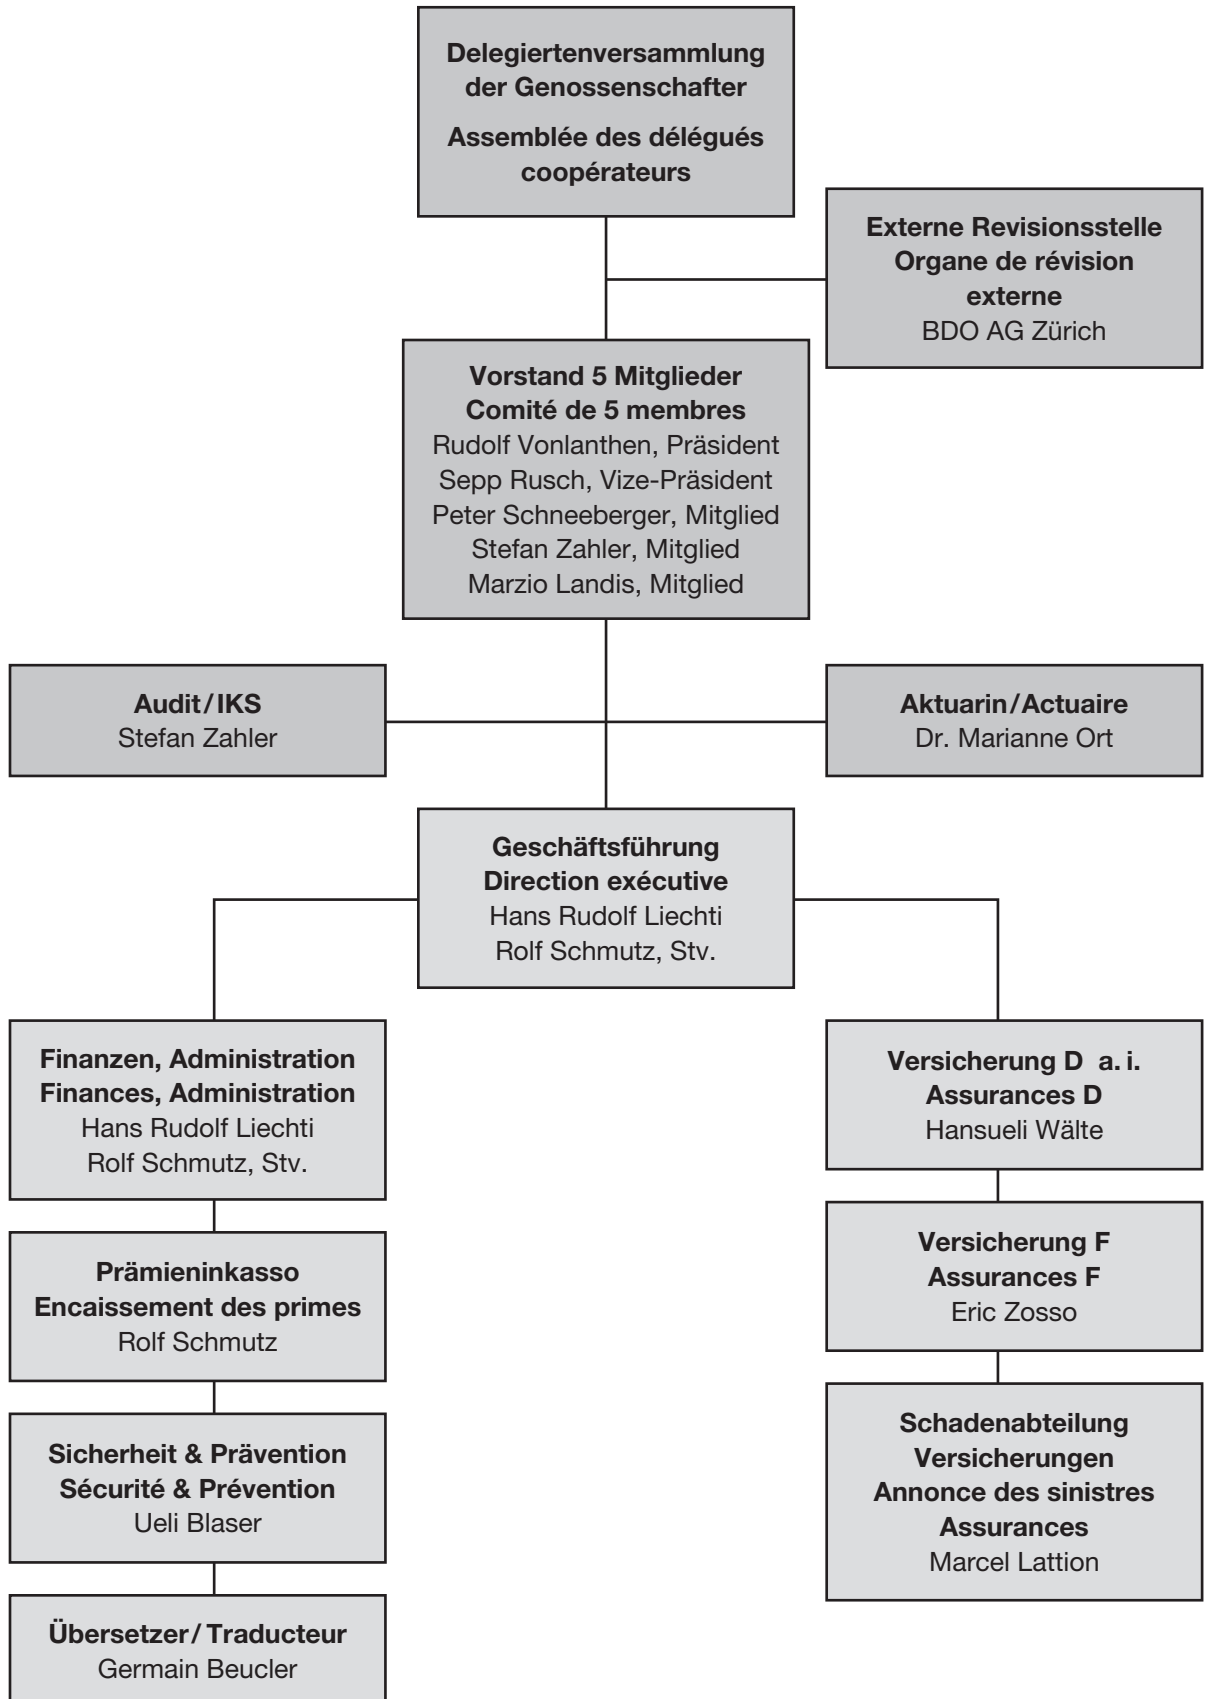 Delegiertenversammlung
der Genossenschafter
Assemblée des délégués
coopérateurs
Externe Revisionsstelle
Organe de révision
externe
BDO AG Zürich
Vorstand 5 Mitglieder
Comité de 5 membres
Rudolf Vonlanthen, Präsident
Sepp Rusch, Vize-Präsident
Peter Schneeberger, Mitglied
Stefan Zahler, Mitglied
Marzio Landis, Mitglied
Audit/IKS
Stefan Zahler
Aktuarin/Actuaire
Dr. Marianne Ort
Geschäftsführung
Direction exécutive
Hans Rudolf Liechti
Rolf Schmutz, Stv.
Finanzen, Administration
Finances, Administration
Hans Rudolf Liechti
Rolf Schmutz, Stv.
Prämieninkasso
Encaissement des primes
Rolf Schmutz
Sicherheit & Prävention
Sécurité & Prévention
Ueli Blaser
Übersetzer/Traducteur
Germain Beucler
Versicherung D a.i.
Assurances D
Hansueli Wälte
Versicherung F
Assurances F
Eric Zosso
Schadenabteilung
Versicherungen
Annonce des sinistres
Assurances
Marcel Lattion